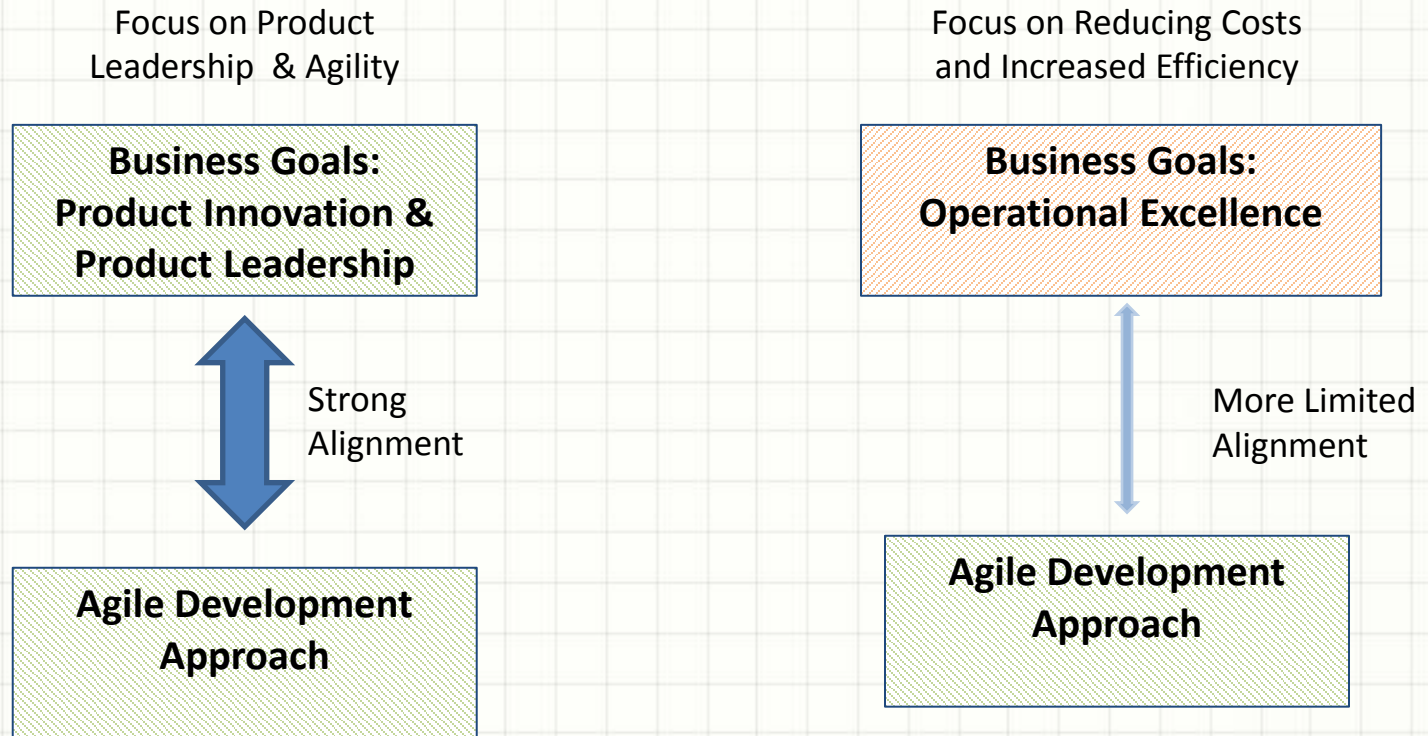 Focus on Product
Leadership & Agility
Business Goals:
Product Innovation &
Product Leadership
Strong
Alignment
Agile Development
Approach
Focus on Reducing Costs
and Increased Efficiency
Business Goals:
Operational Excellence
More Limited
Alignment
Agile Development
Approach